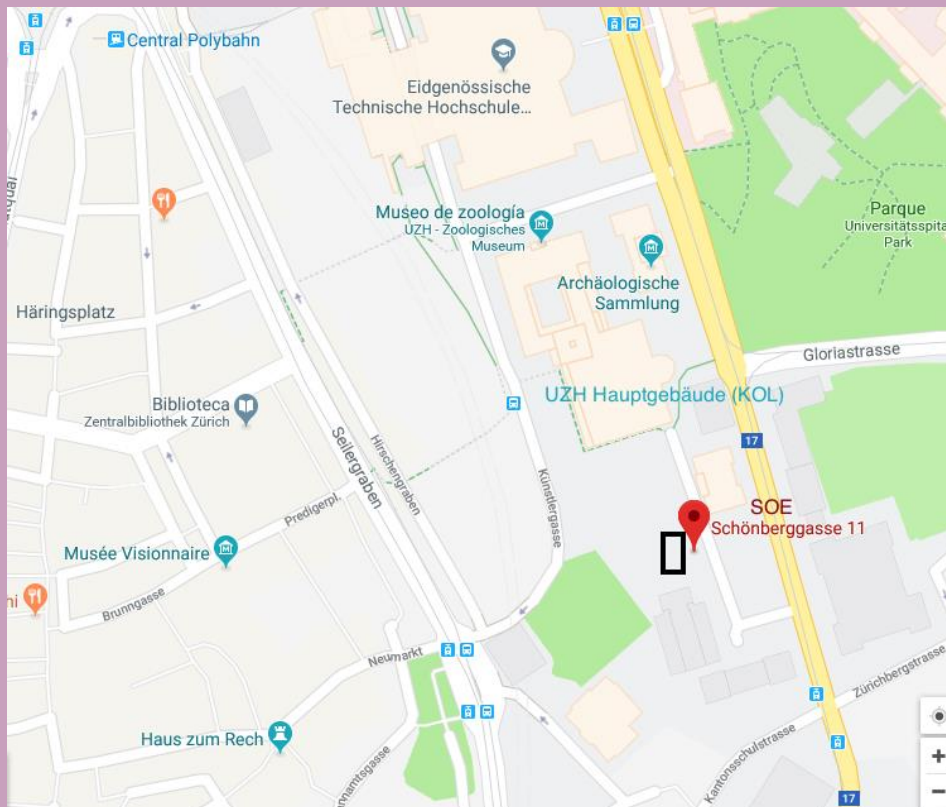 Central Polybahn
Eidgenössische
Technische Hochschule...
Museo de zoología
UZH - Zoologisches
Museum
Parque
Universitätsspita
Park
Archäologische
Sammlung
Häringsplatz
Gloriastrasse
UZH Hauptgebäude (KOL)
Biblioteca
Zentralbibliothek Zürich
Seilergraben
Hirschengraben
17
Künstlergasse
Predigerpl.
SOE
Schönberggasse 11
Musée Visionnaire
ni
Brunngasse
Neumarkt
Zürichbergstrasse
Haus zum Rech
Kantonsschulstrasse
17
+
−